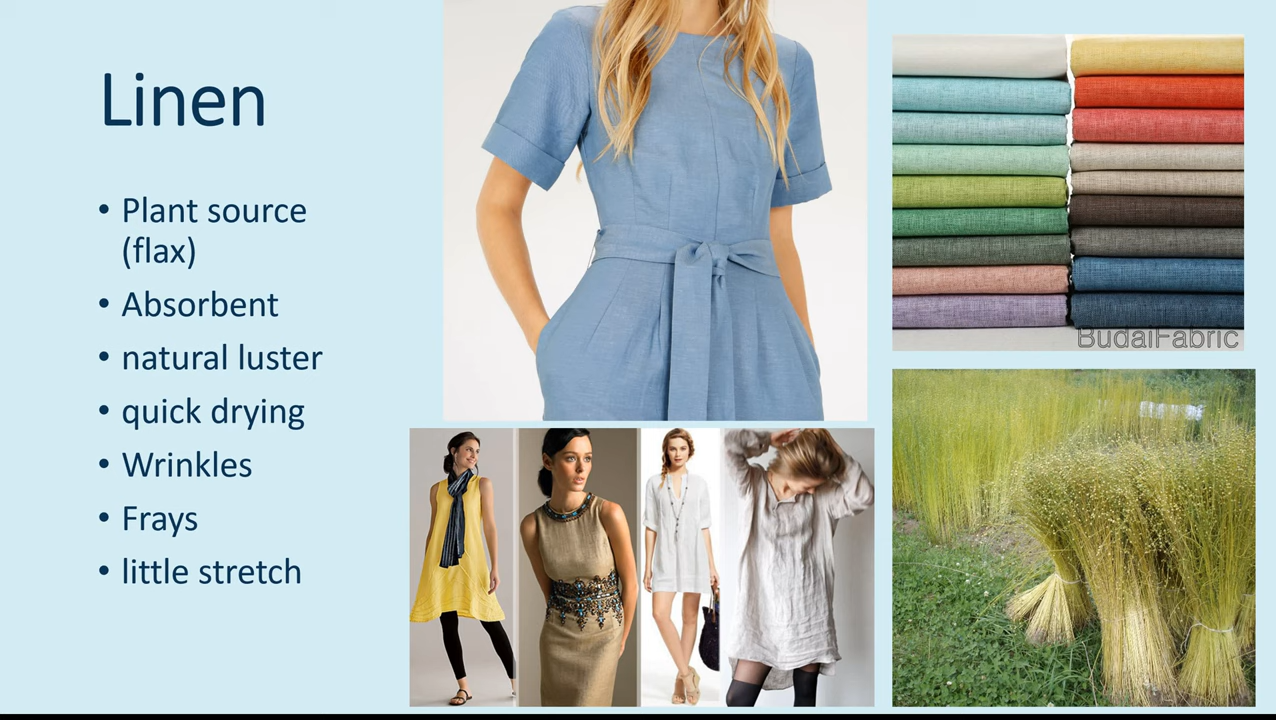 Linen
• Plant source
(flax)
• Absorbent
• natural luster
• quick drying
• Wrinkles
• Frays
• little stretch
BudaiFabric